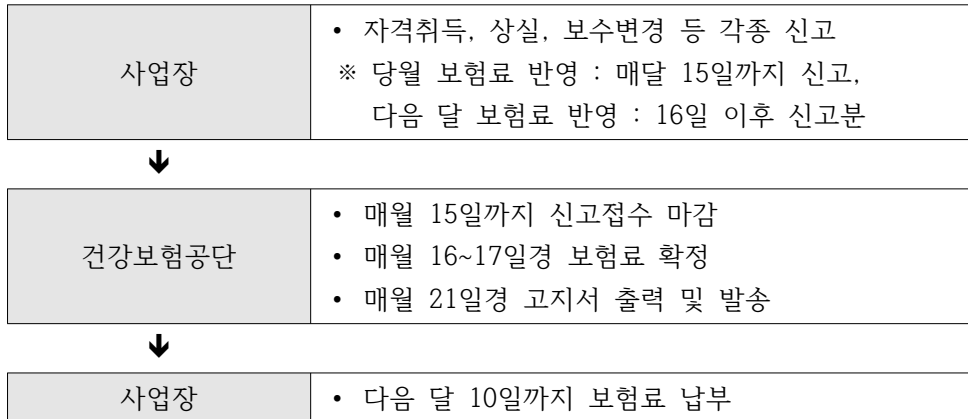 사업장
• 자격취득, 상실, 보수변경 등 각종 신고
※ 당월 보험료 반영 : 매달 15일까지 신고,
다음 달 보험료 반영 : 16일 이후 신고분
건강보험공단
• 매월 15일까지 신고접수 마감
• 매월 16~17일경 보험료 확정
• 매월 21일경 고지서 출력 및 발송
사업장
• 다음 달 10일까지 보험료 납부